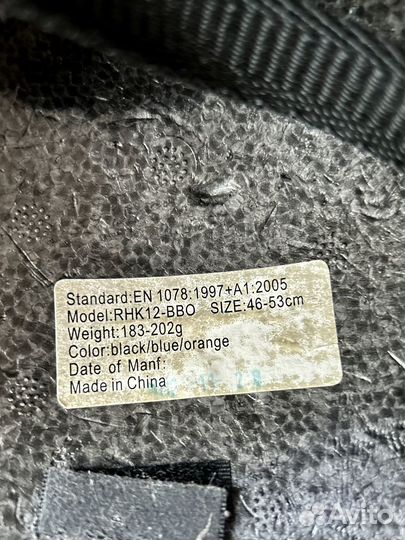 Standard:EN 1078:1997+A1:2005
Model:RHK12-BBO SIZE:46-53cm
Weight:183-202g
Color:black/blue/orange
Date of Manf:
Made in China
Avito